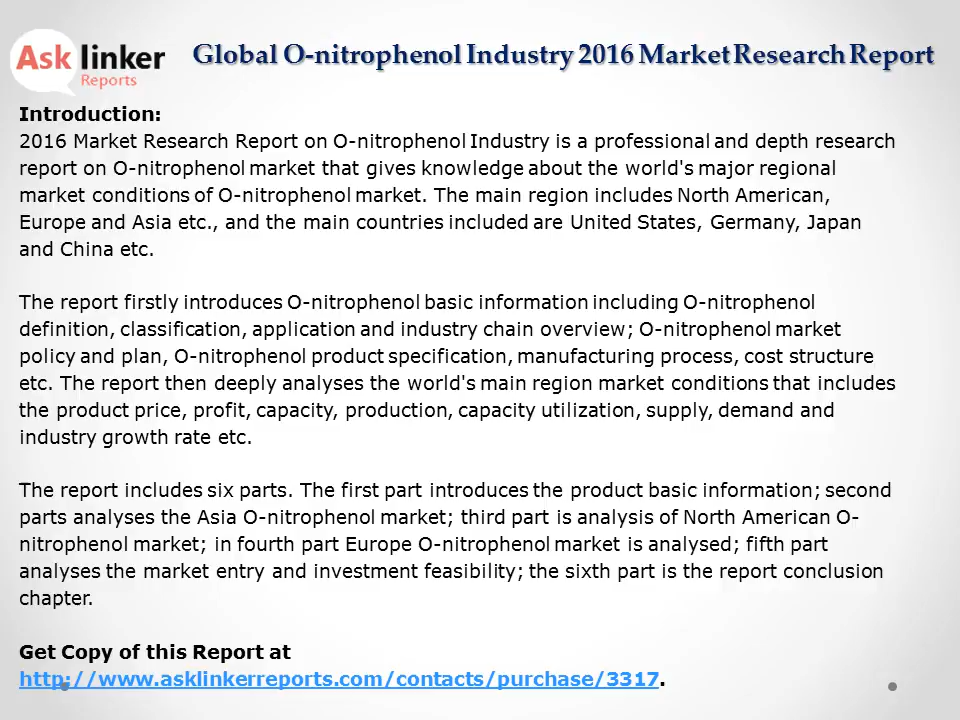 Ask linker
Reports
Global O-nitrophenol Industry 2016 Market Research Report
Introduction:
2016 Market Research Report on O-nitrophenol Industry is a professional and depth research
report on O-nitrophenol market that gives knowledge about the world's major regional
market conditions of O-nitrophenol market. The main region includes North American,
Europe and Asia etc., and the main countries included are United States, Germany, Japan
and China etc.
The report firstly introduces O-nitrophenol basic information including O-nitrophenol
definition, classification, application and industry chain overview; O-nitrophenol market
policy and plan, O-nitrophenol product specification, manufacturing process, cost structure
etc. The report then deeply analyses the world's main region market conditions that includes
the product price, profit, capacity, production, capacity utilization, supply, demand and
industry growth rate etc.
The report includes six parts. The first part introduces the product basic information; second
parts analyses the Asia O-nitrophenol market; third part is analysis of North American O-
nitrophenol market; in fourth part Europe O-nitrophenol market is analysed; fifth part
analyses the market entry and investment feasibility; the sixth part is the report conclusion
chapter.
Get Copy of this Report at
http://www.asklinkerreports.com/contacts/purchase/3317.